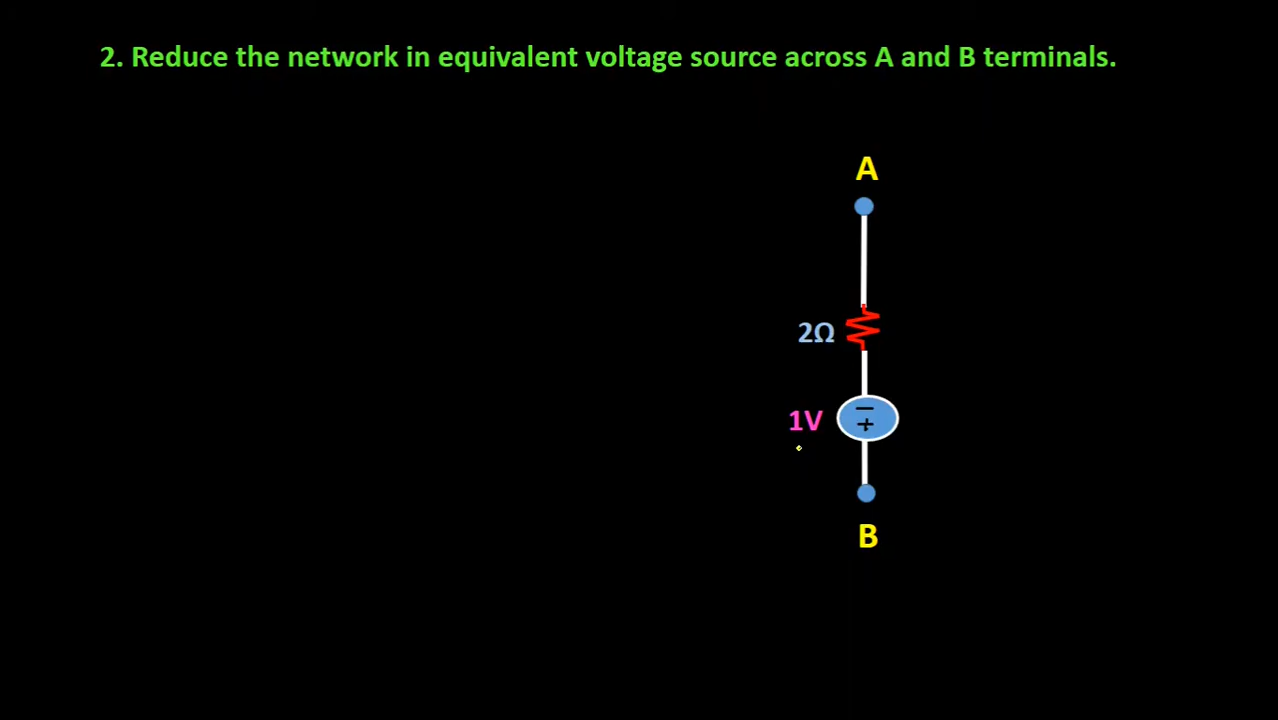 2. Reduce the network in equivalent voltage source across A and B terminals.
A
2Ω
1V
−
+
B